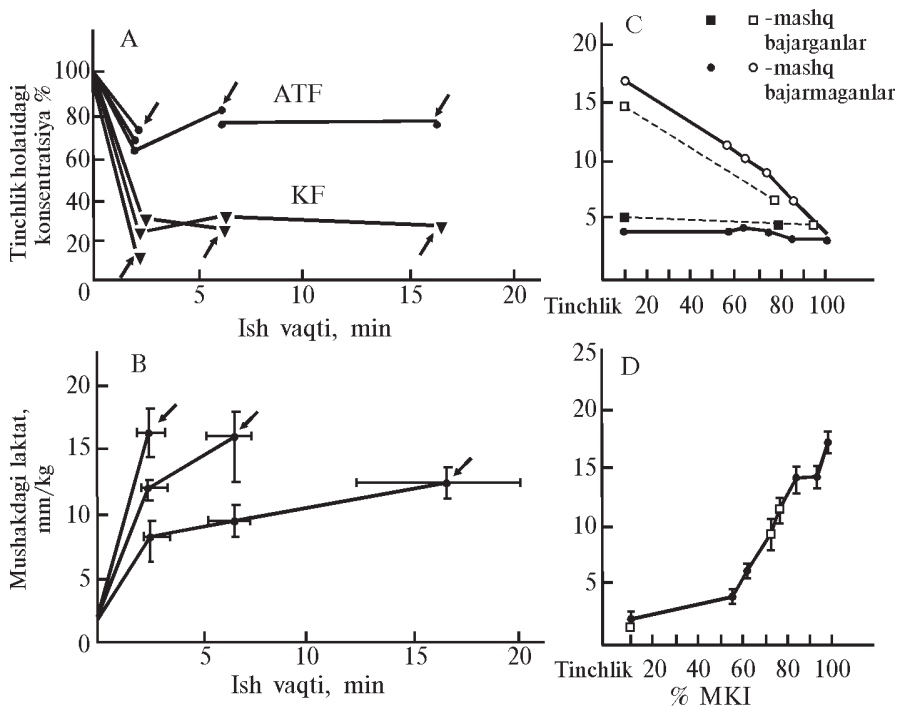 A
Tinchlik holatidagi
konsentratsiya %
100
80
60
40
20
0
ATF
KF
5
10
15
20
Ish vaqti, min
C
-mashq
bajarganlar
-mashq
bajarmaganlar
20
15
10
5
Tinchlik 20 60 80 100
B
Mushakdagi laktat,
mm/kg
20
15
10
5
0
5
10
15
20
Ish vaqti, min
D
25
20
15
10
5
Tinchlik 20 40 60 80 100
% MKI